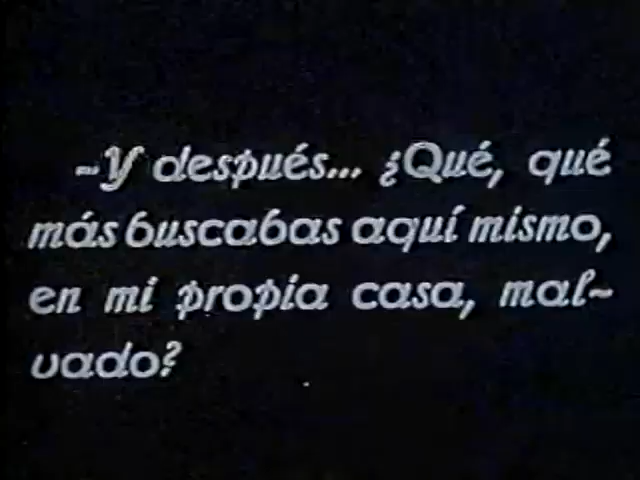 -Y después... ¿Qué, qué
más buscabas aquí mismo,
en mi propia casa, mal-
vado?